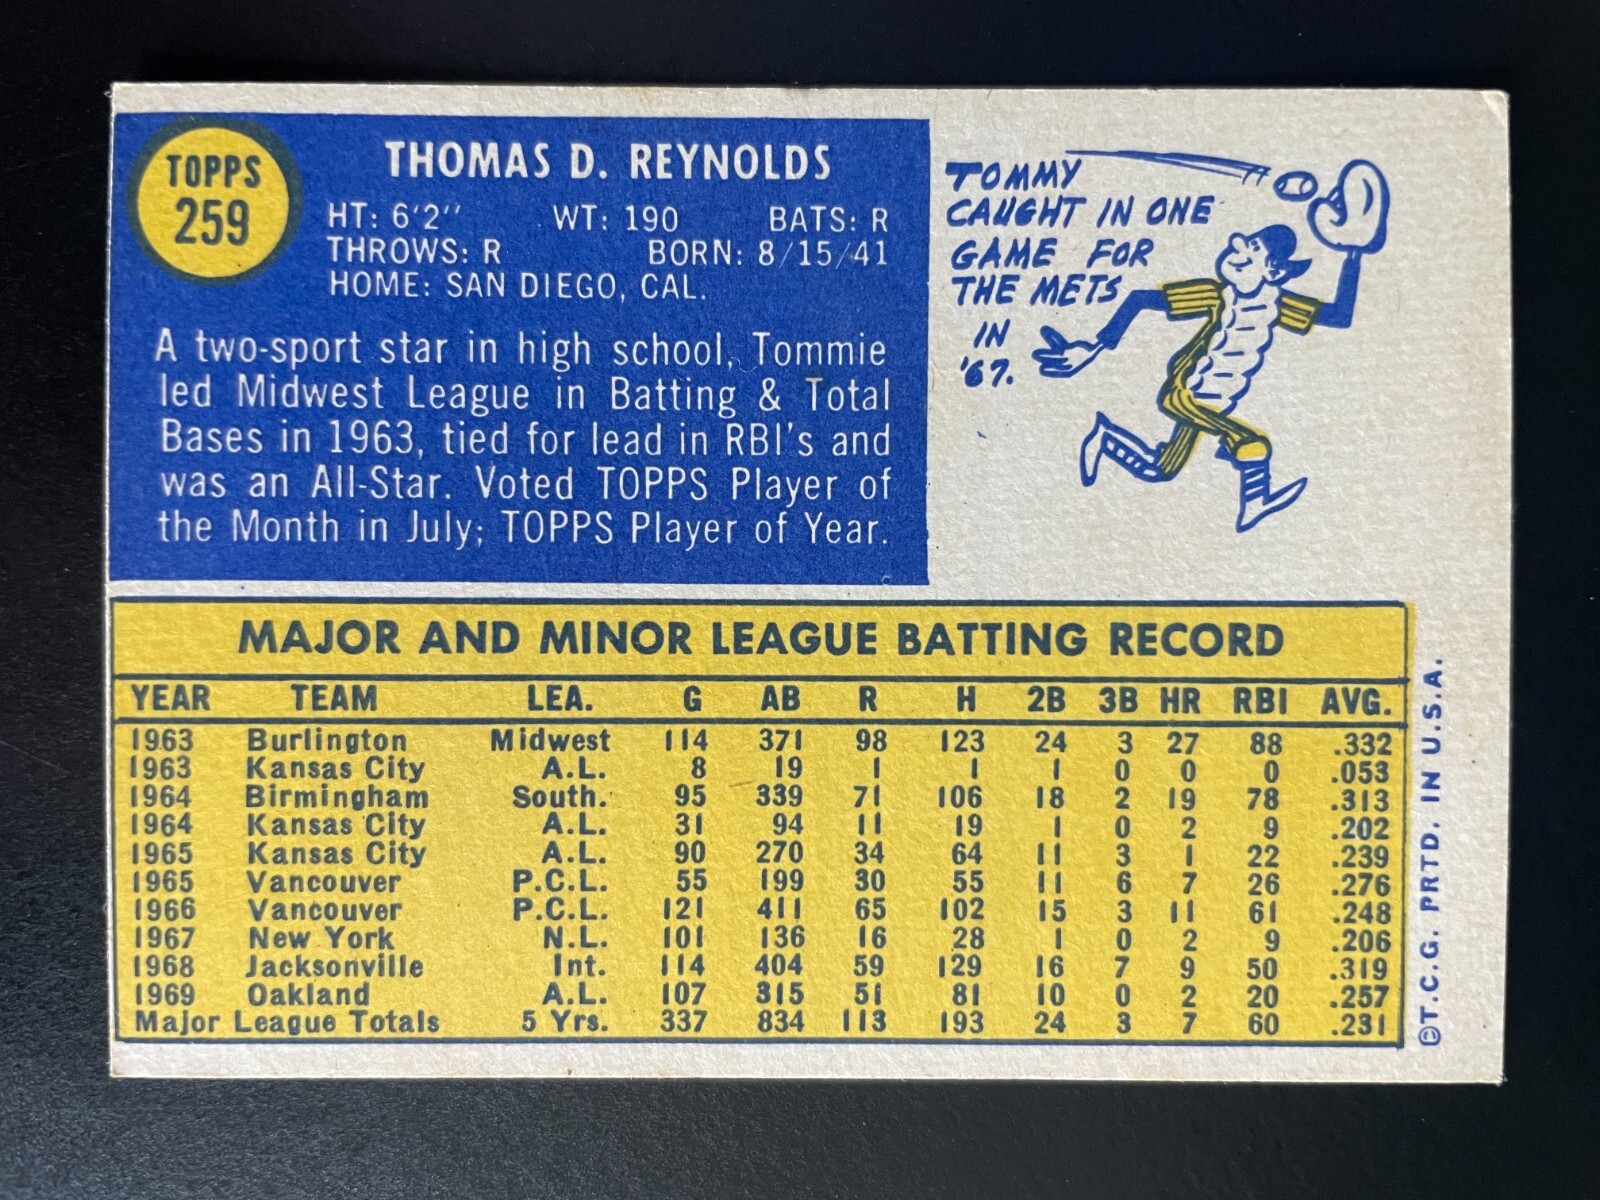 TOPPS
259
THOMAS D. REYNOLDS
HT: 6'2" WT: 190 BATS: R
THROWS: R BORN: 8/15/41
HOME: SAN DIEGO, CAL.
A two-sport star in high school, Tommie
led Midwest League in Batting & Total
Bases in 1963, tied for lead in RBI's and
was an All-Star. Voted TOPPS Player of
the Month in July; TOPPS Player of Year.
TOMMY
CAUGHT IN ONE
GAME FOR
THE METS
IN
'67.
MAJOR AND MINOR LEAGUE BATTING RECORD
YEAR TEAM LEA. G AB R H 2B 3B HR RBI AVG.
1963 Burlington Midwest 114 371 98 123 24 3 27 88 .332
1963 Kansas City A.L. 8 19 1 1 1 0 0 0 .053
1964 Birmingham South. 95 339 71 106 18 2 19 78 .313
1964 Kansas City A.L. 31 94 11 19 1 0 2 9 .202
1965 Kansas City A.L. 90 270 34 64 11 3 1 22 .239
1965 Vancouver P.C.L. 55 199 30 55 11 6 7 26 .276
1966 Vancouver P.C.L. 121 411 65 102 15 3 11 61 .248
1967 New York N.L. 101 136 16 28 1 0 2 9 .206
1968 Jacksonville Int. 114 404 59 129 16 7 9 50 .319
1969 Oakland A.L. 107 315 51 81 10 0 2 20 .257
Major League Totals 5 Yrs. 337 834 113 193 24 3 7 60 .231
©T.C.G. PRTD. IN U.S.A.